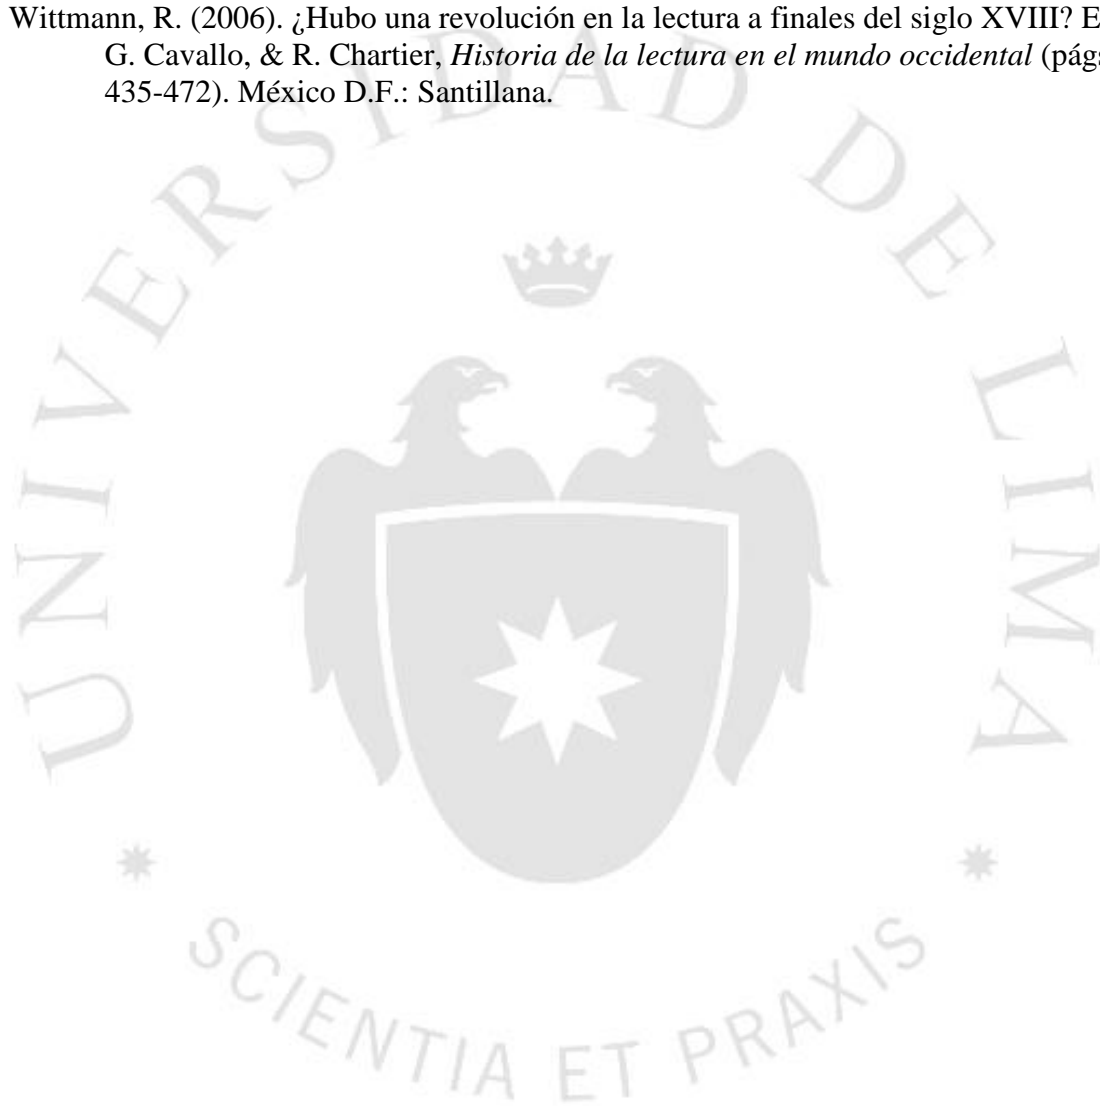 Wittmann, R. (2006). ¿Hubo una revolución en la lectura a finales del siglo XVIII? E
G. Cavallo, & R. Chartier, Historia de la lectura en el mundo occidental (págs
435-472). México D.F.: Santillana.
UNIVERSIDAD DE LIMA
SCIENTIA ET PRAXIS